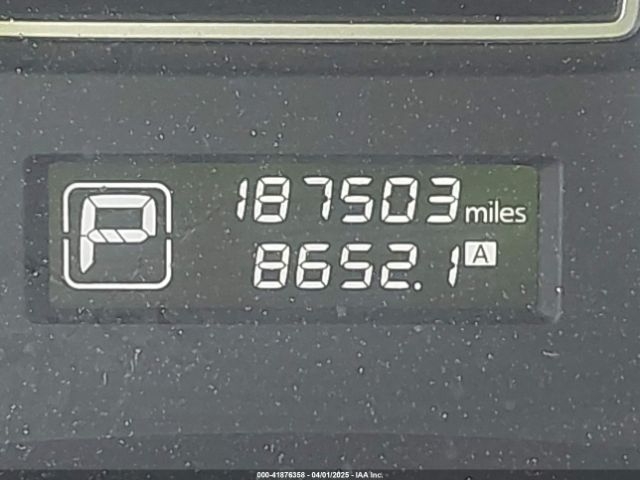 P
187503 miles
8652.1 A
000-41876358 - 04/01/2025 - IAA Inc.